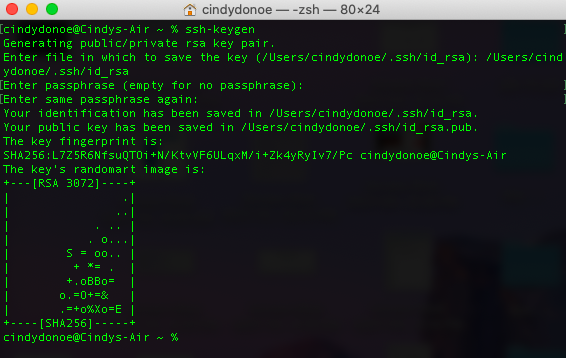 cindydonoe — -zsh — 80×24
[cindydonoe@Cindys-Air ~ % ssh-keygen ]
Generating public/private rsa key pair.
Enter file in which to save the key (/Users/cindydonoe/.ssh/id_rsa): /Users/cind
ydonoe/.ssh/id_rsa
[Enter passphrase (empty for no passphrase): ]
[Enter same passphrase again: ]
Your identification has been saved in /Users/cindydonoe/.ssh/id_rsa.
Your public key has been saved in /Users/cindydonoe/.ssh/id_rsa.pub.
The key fingerprint is:
SHA256:L7Z5R6NfsuQTOi+N/KtvVF6ULqxM/i+Zk4yRyIv7/Pc cindydonoe@Cindys-Air
The key's randomart image is:
+---[RSA 3072]----+
|                .|
|               ..|
|            . .. |
|           . o...|
|        S = oo.. |
|         + *= .  |
|        +.oBBo=  |
|       o.=O+=&   |
|       .=+o%Xo=E |
+----[SHA256]-----+
cindydonoe@Cindys-Air ~ %